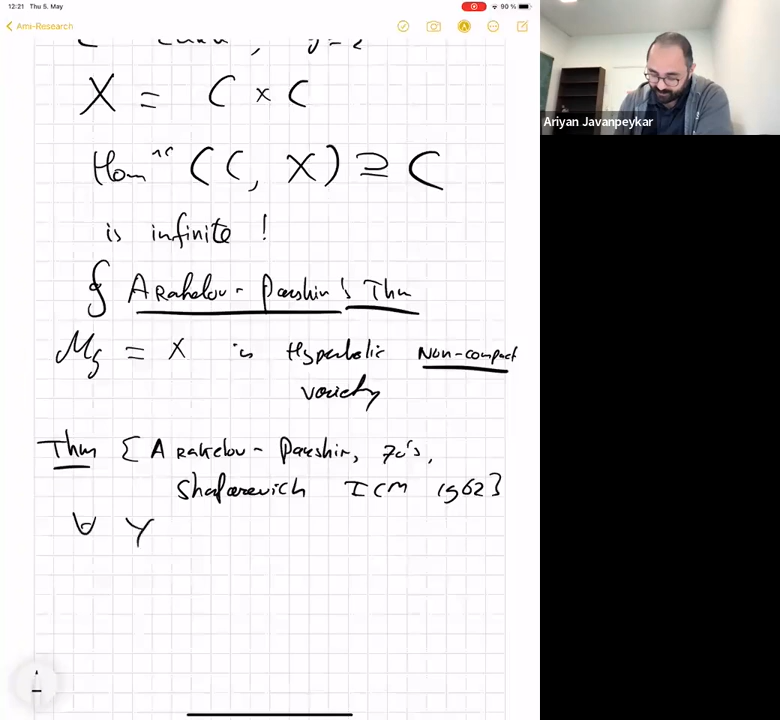 12:21 Thu 5. May
90 %
Ami-Research
X = C × C
Hom^nc (C, X) ⊇ C
is infinite !
§ Arakelov - Parshin's Thm
M_g = X is Hyperbolic Non-compact
variety
Thm [Arakelov - Parshin, 70's,
Shafarevich ICM 1962]
∀ Y
Ariyan Javanpeykar